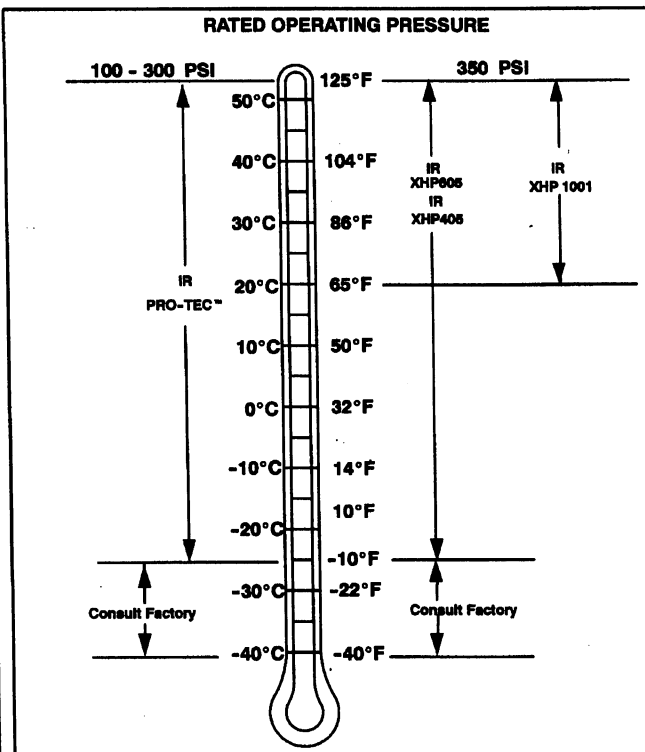 RATED OPERATING PRESSURE
100 - 300 PSI
350 PSI
125°F
50°C
40°C
104°F
IR
XHP605
IR
XHP405
IR
XHP 1001
30°C
86°F
IR
PRO-TEC™
20°C
65°F
10°C
50°F
0°C
32°F
-10°C
14°F
10°F
-20°C
-10°F
-30°C
-22°F
Consult Factory
Consult Factory
-40°C
-40°F